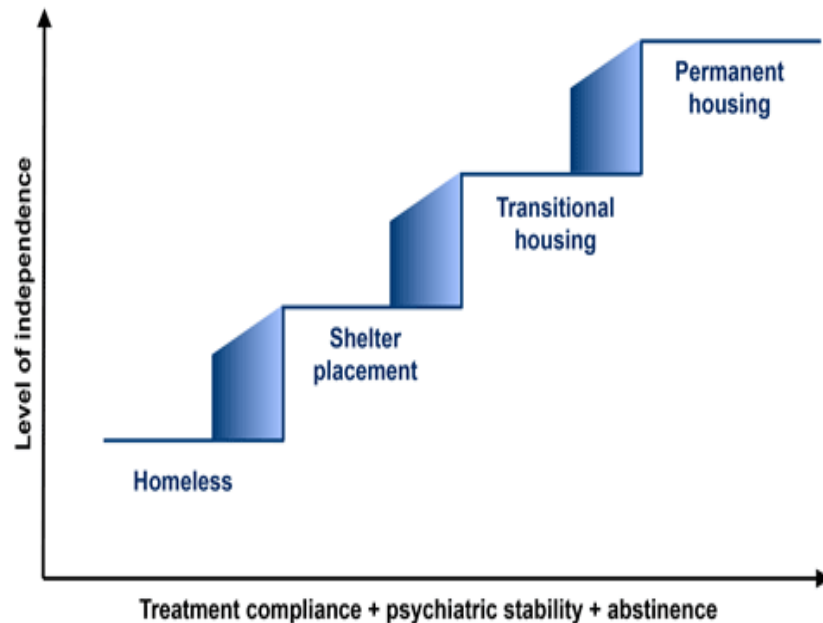 Permanent
housing
Transitional
housing
Shelter
placement
Homeless
Level of independence
Treatment compliance + psychiatric stability + abstinence